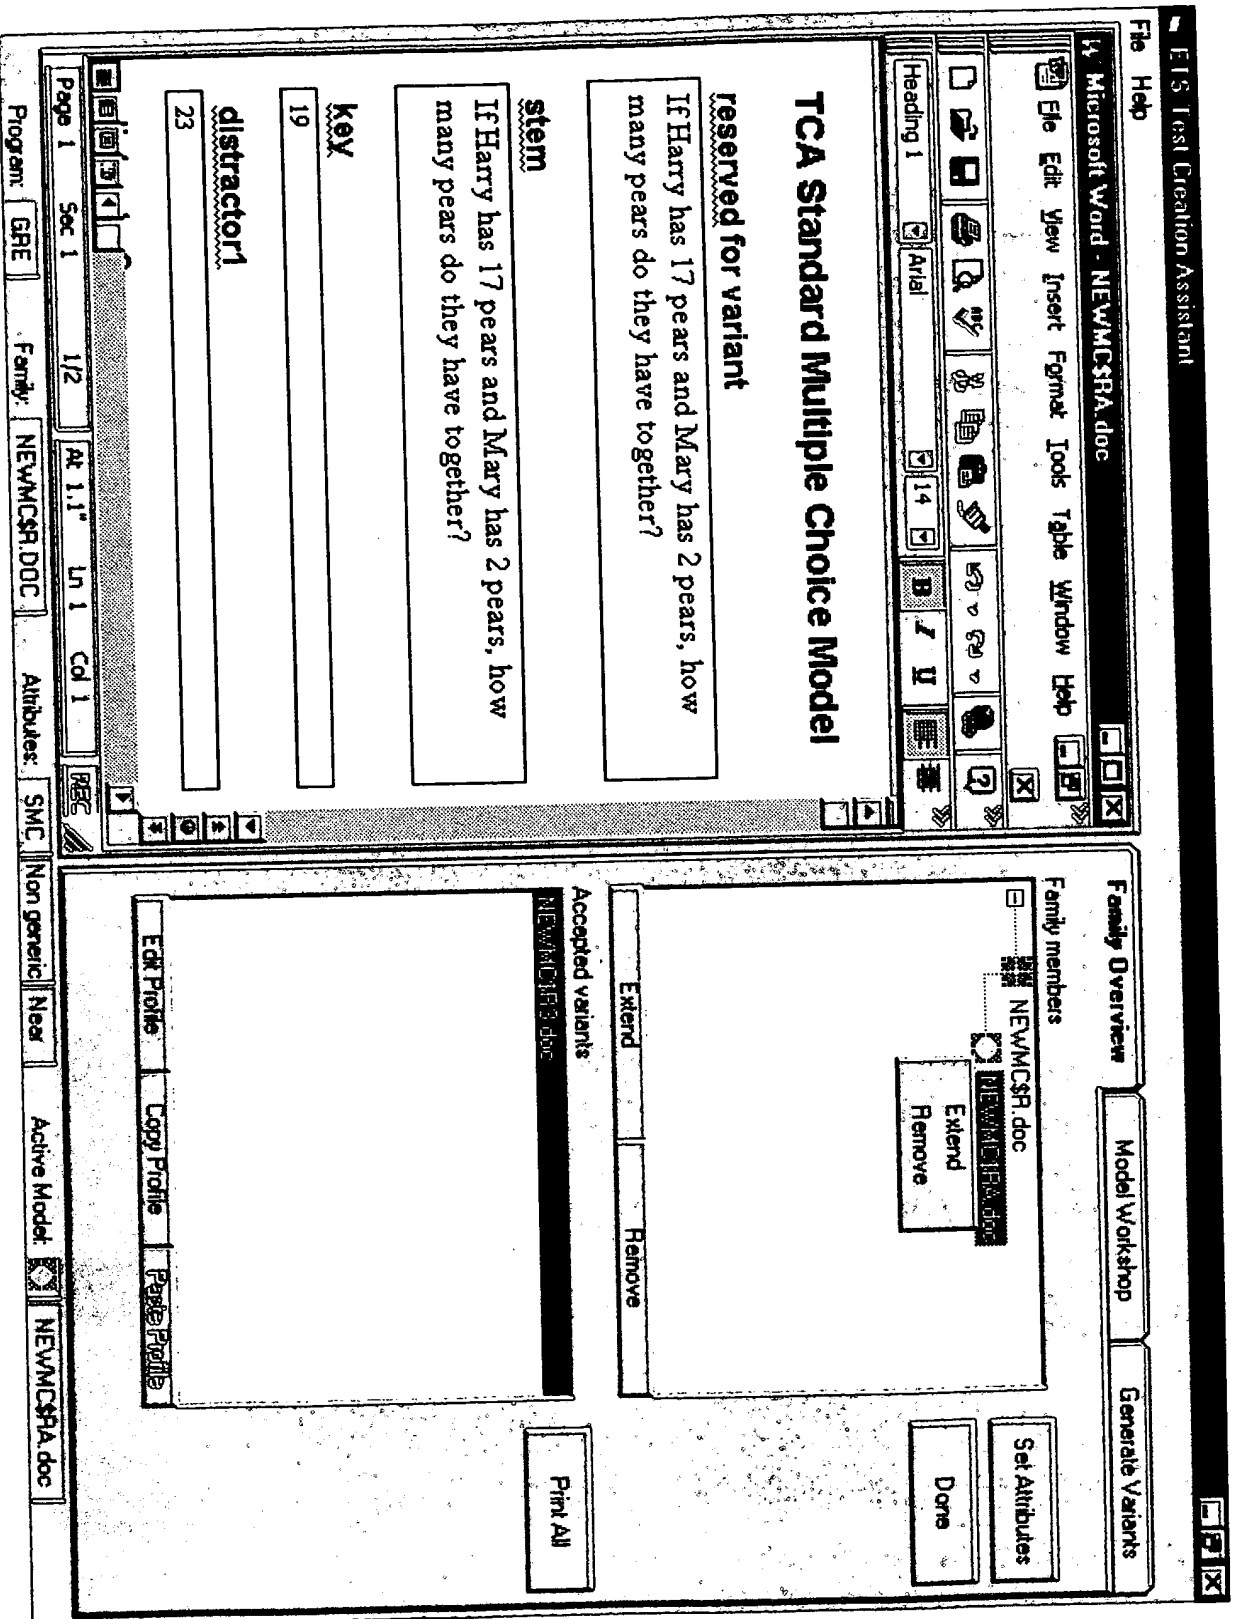 ETS Test Creation Assistant
File Help
Microsoft Word - NEWMC$RA.doc
File Edit View Insert Format Tools Table Window Help
ABC
Heading 1 Arial 14 B I U
TCA Standard Multiple Choice Model
reserved for variant
If Harry has 17 pears and Mary has 2 pears, how
many pears do they have together?
stem
If Harry has 17 pears and Mary has 2 pears, how
many pears do they have together?
key
19
distractor1
23
Page 1 Sec 1 1/2 At 1.1" Ln 1 Col 1 REC
Family Overview Model Workshop Generate Variants
Family members
NEWMC$R.doc
NEWMC$RA.doc
Extend
Remove
Extend Remove
Set Attributes
Done
Accepted variants
Print All
Edit Profile Copy Profile Paste Profile
Program: GRE Family: NEWMC$R.DOC Attributes: SMC Non generic Near Active Model: NEWMC$RA.doc